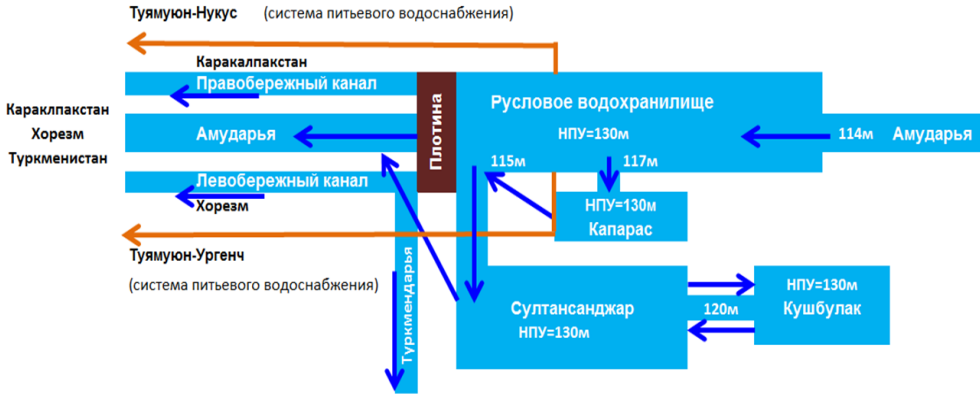 Туямуюн-Нукус (система питьевого водоснабжения)
Каракалпакстан
Правобережный канал
Караклпакстан
Хорезм
Туркменистан
Амударья
Плотина
Русловое водохранилище
НПУ=130м
114м Амударья
115м
117м
Левобережный канал
Хорезм
НПУ=130м
Капарас
Туямуюн-Ургенч
(система питьевого водоснабжения)
Туркмендарья
Султансанджар
НПУ=130м
120м
НПУ=130м
Кушбулак